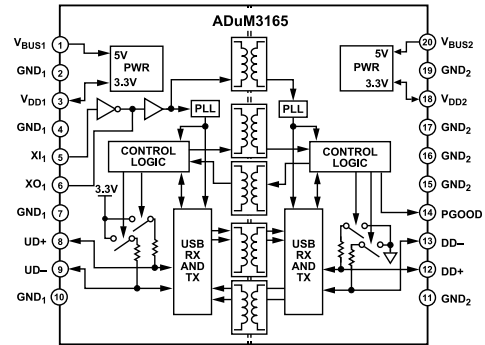 ADuM3165
VBUS1 1
GND1 2
VDD1 3
GND1 4
XI1 5
XO1 6
GND1 7
UD+ 8
UD− 9
GND1 10
5V
PWR
3.3V
PLL
CONTROL
LOGIC
3.3V
USB
RX
AND
TX
PLL
CONTROL
LOGIC
USB
RX
AND
TX
5V
PWR
3.3V
20 VBUS2
19 GND2
18 VDD2
17 GND2
16 GND2
15 GND2
14 PGOOD
13 DD−
12 DD+
11 GND2